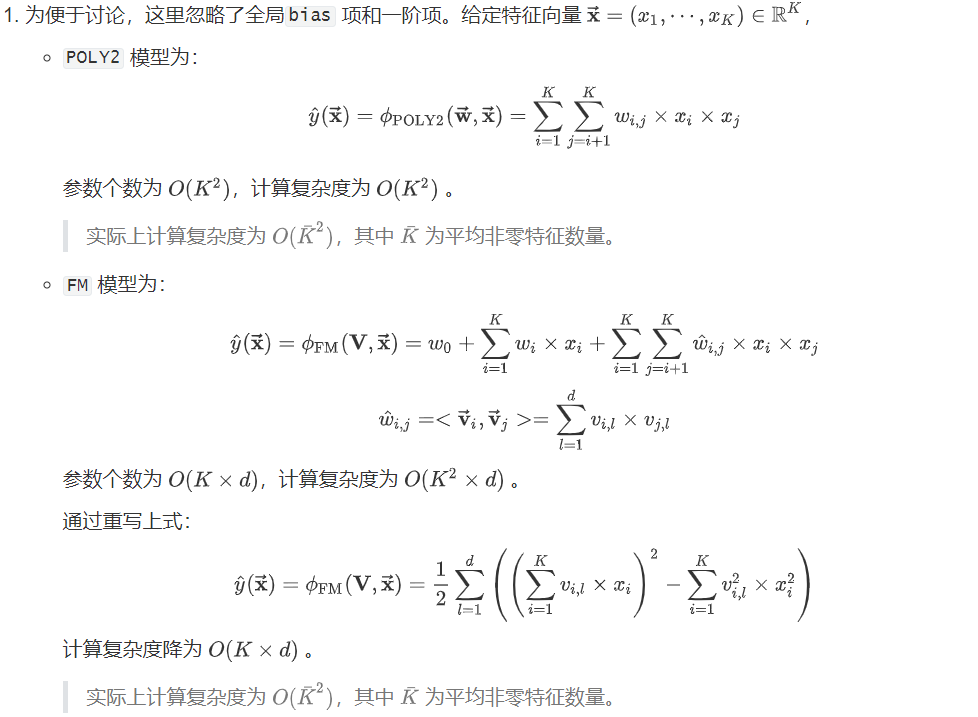 1. 为便于讨论，这里忽略了全局 bias 项和一阶项。给定特征向量 $\vec{\mathbf{x}} = (x_1, \cdots, x_K) \in \mathbb{R}^K$，
POLY2 模型为：
$\hat{y}(\vec{\mathbf{x}}) = \phi_{\text{POLY2}}(\vec{\mathbf{w}}, \vec{\mathbf{x}}) = \sum_{i=1}^{K} \sum_{j=i+1}^{K} w_{i,j} \times x_i \times x_j$
参数个数为 $O(K^2)$，计算复杂度为 $O(K^2)$ 。
实际上计算复杂度为 $O(\bar{K}^2)$，其中 $\bar{K}$ 为平均非零特征数量。
FM 模型为：
$\hat{y}(\vec{\mathbf{x}}) = \phi_{\text{FM}}(\mathbf{V}, \vec{\mathbf{x}}) = w_0 + \sum_{i=1}^{K} w_i \times x_i + \sum_{i=1}^{K} \sum_{j=i+1}^{K} \hat{w}_{i,j} \times x_i \times x_j$
$\hat{w}_{i,j} = <\vec{\mathbf{v}}_i, \vec{\mathbf{v}}_j> = \sum_{l=1}^{d} v_{i,l} \times v_{j,l}$
参数个数为 $O(K \times d)$，计算复杂度为 $O(K^2 \times d)$ 。
通过重写上式：
$\hat{y}(\vec{\mathbf{x}}) = \phi_{\text{FM}}(\mathbf{V}, \vec{\mathbf{x}}) = \frac{1}{2} \sum_{l=1}^{d} \left( \left( \sum_{i=1}^{K} v_{i,l} \times x_i \right)^2 - \sum_{i=1}^{K} v_{i,l}^2 \times x_i^2 \right)$
计算复杂度降为 $O(K \times d)$ 。
实际上计算复杂度为 $O(\bar{K}^2)$，其中 $\bar{K}$ 为平均非零特征数量。